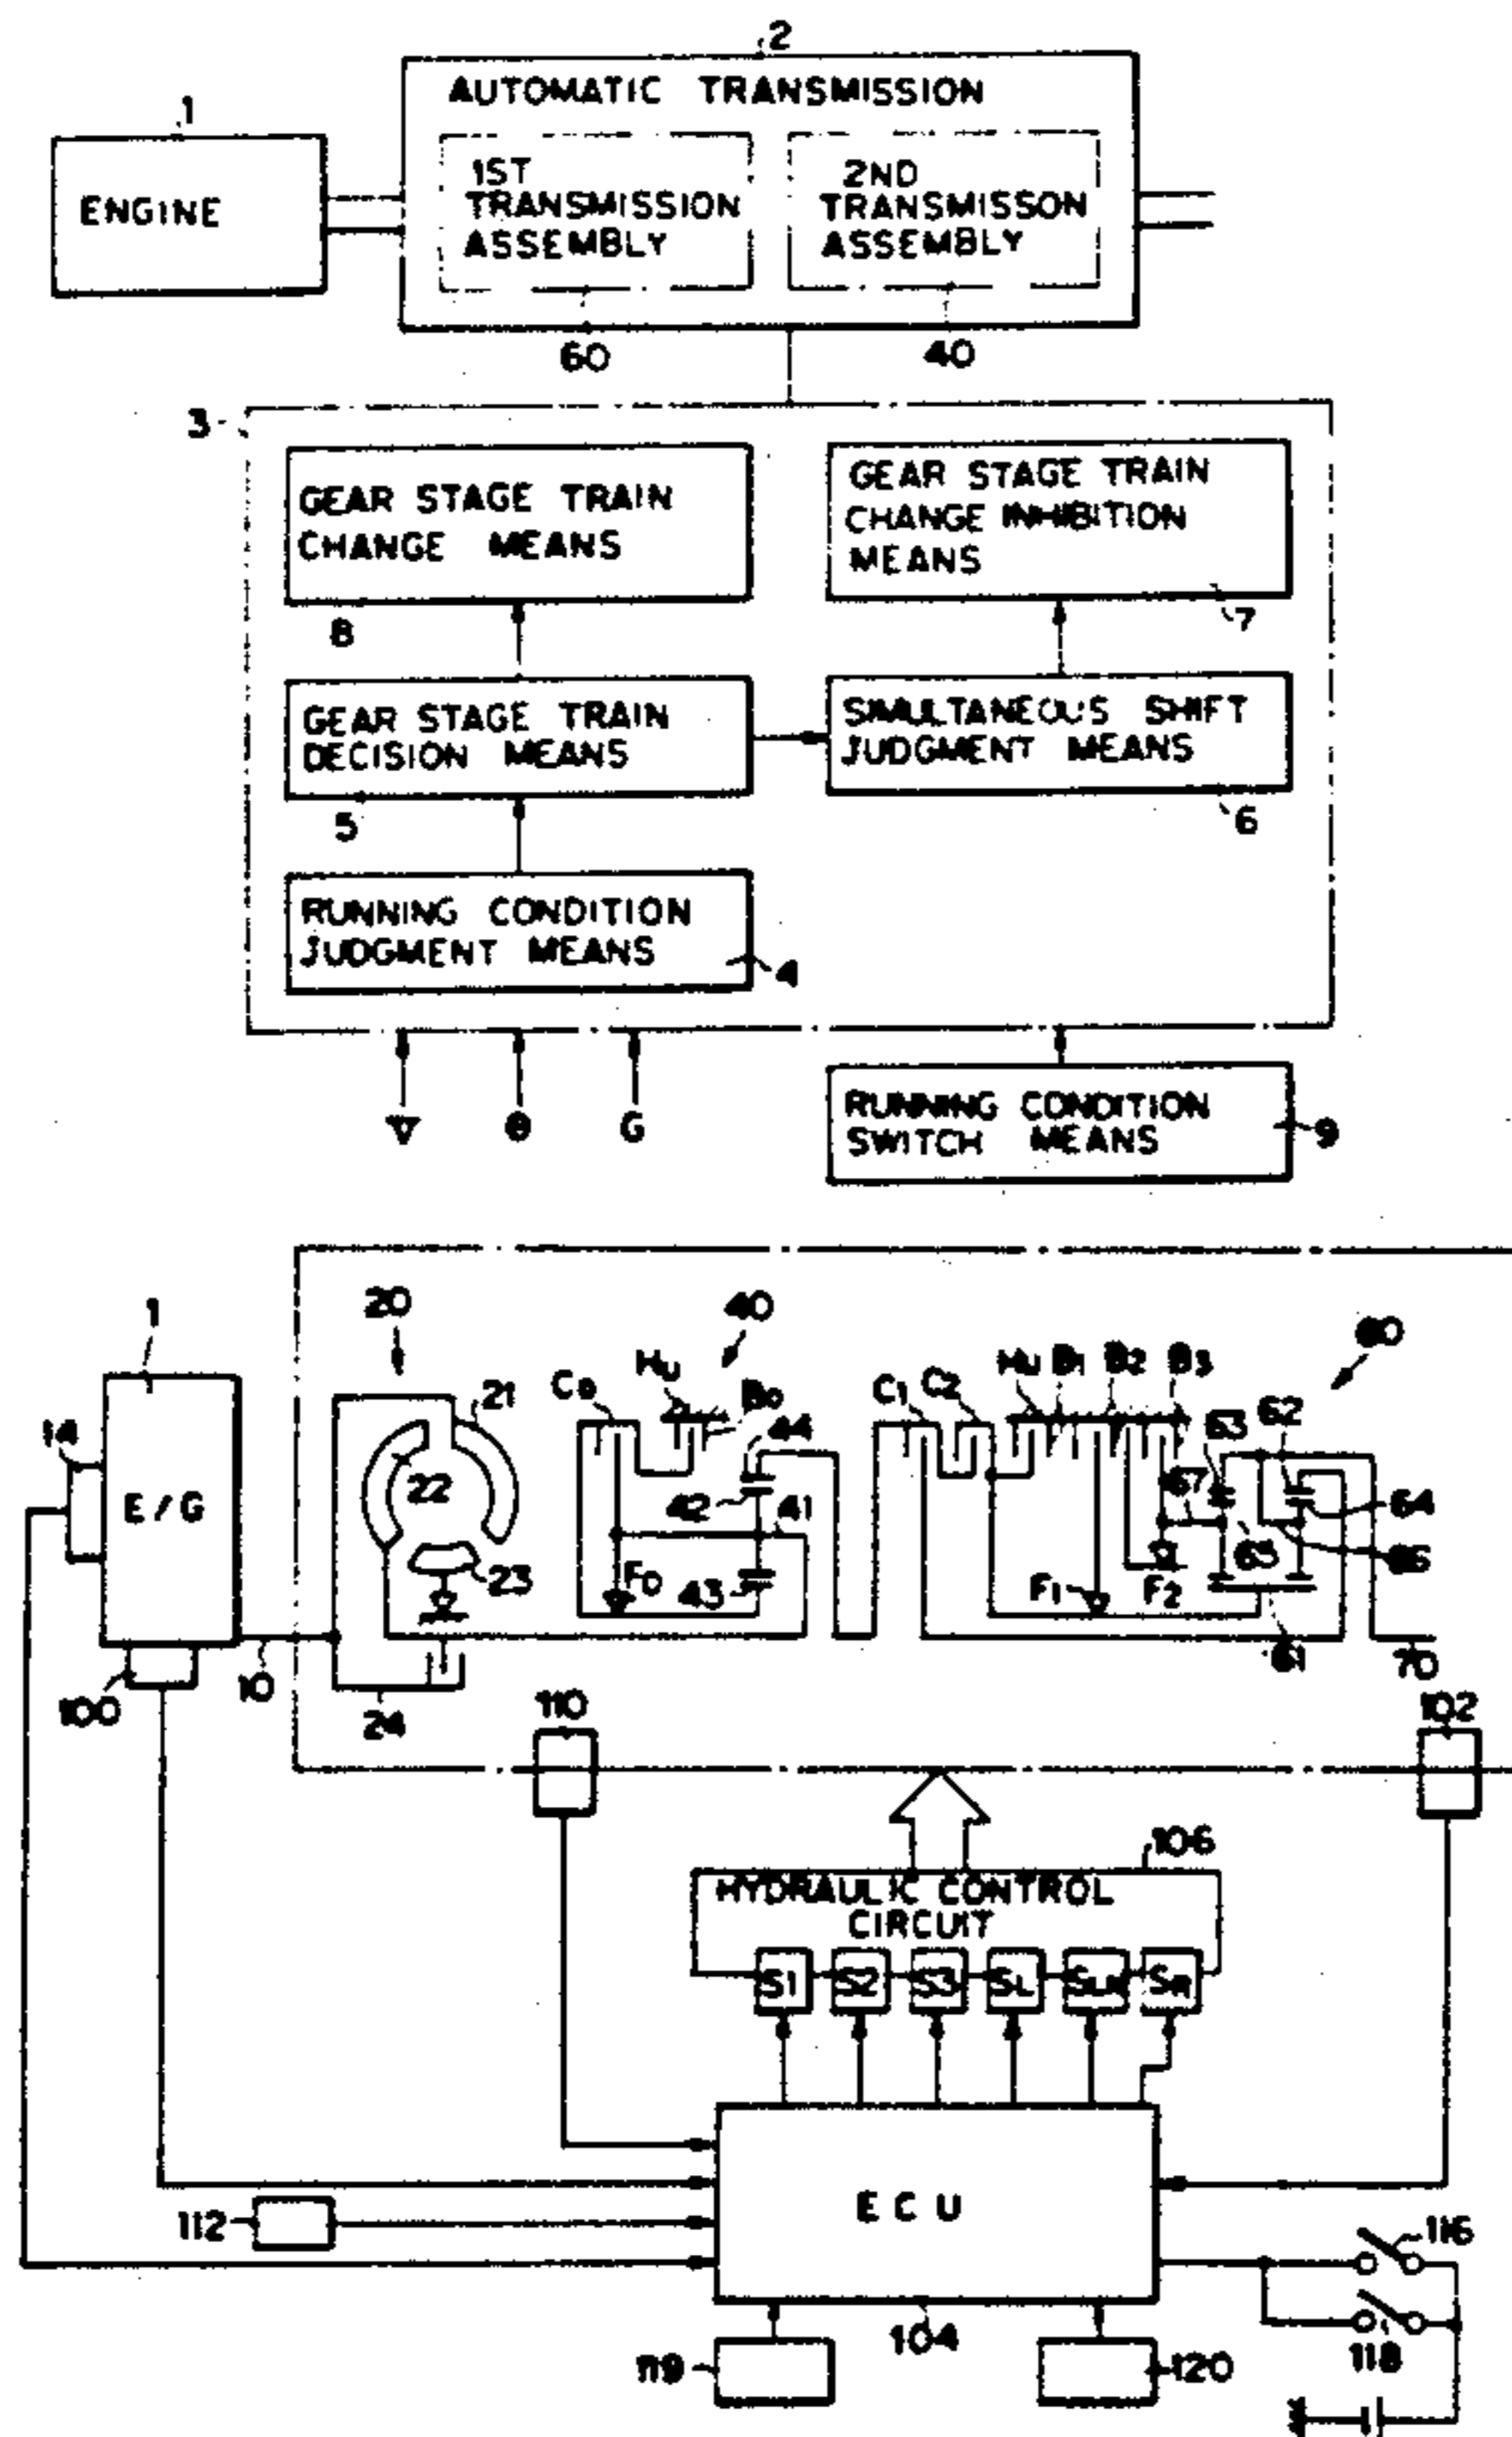 2
AUTOMATIC TRANSMISSION
1
ENGINE
1ST
TRANSMISSION
ASSEMBLY
2ND
TRANSMISSON
ASSEMBLY
60
40
3
GEAR STAGE TRAIN
CHANGE MEANS
8
GEAR STAGE TRAIN
CHANGE INHIBITION
MEANS
7
GEAR STAGE TRAIN
DECISION MEANS
5
SIMULTANEOUS SHIFT
JUDGMENT MEANS
6
RUNNING CONDITION
JUDGMENT MEANS
4
V
θ
G
RUNNING CONDITION
SWITCH MEANS
9
1
20
40
60
14
E/G
21
22
23
24
C0
Hu
B0
44
42
41
F0
43
C1
C2
Hu
B1
B2
B3
63
62
67
64
65
66
F1
F2
61
70
100
10
110
102
106
HYDRAULIC CONTROL
CIRCUIT
S1
S2
S3
SL
SLN
SR
ECU
112
116
118
119
104
120